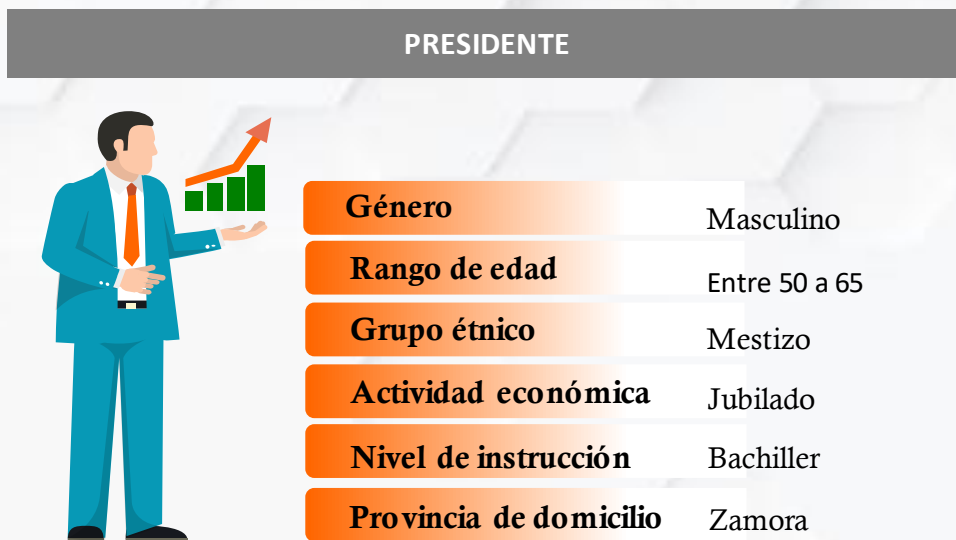 PRESIDENTE
Género Masculino
Rango de edad Entre 50 a 65
Grupo étnico Mestizo
Actividad económica Jubilado
Nivel de instrucción Bachiller
Provincia de domicilio Zamora